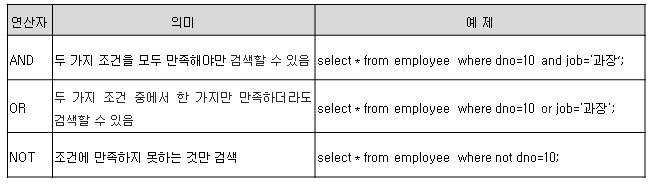 연산자 의미 예 제
AND 두 가지 조건을 모두 만족해야만 검색할 수 있음 select * from employee where dno=10 and job='과장';
두 가지 조건 중에서 한 가지만 만족하더라도
OR 검색할 수 있음 select * from employee where dno=10 or job='과장';
NOT 조건에 만족하지 못하는 것만 검색 select * from employee where not dno=10;